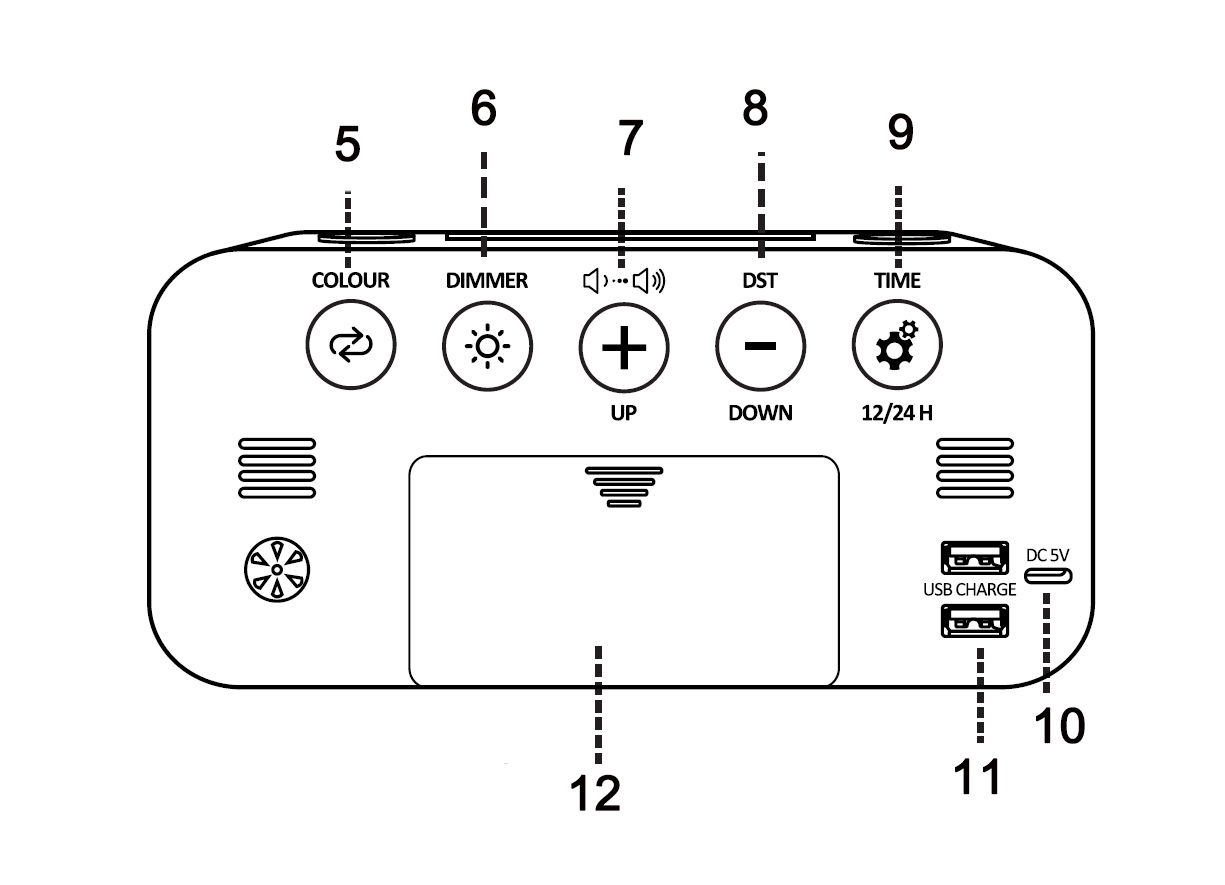 5 6 7 8 9
COLOUR DIMMER DST TIME
UP DOWN 12/24 H
DC 5V
USB CHARGE
10
11
12